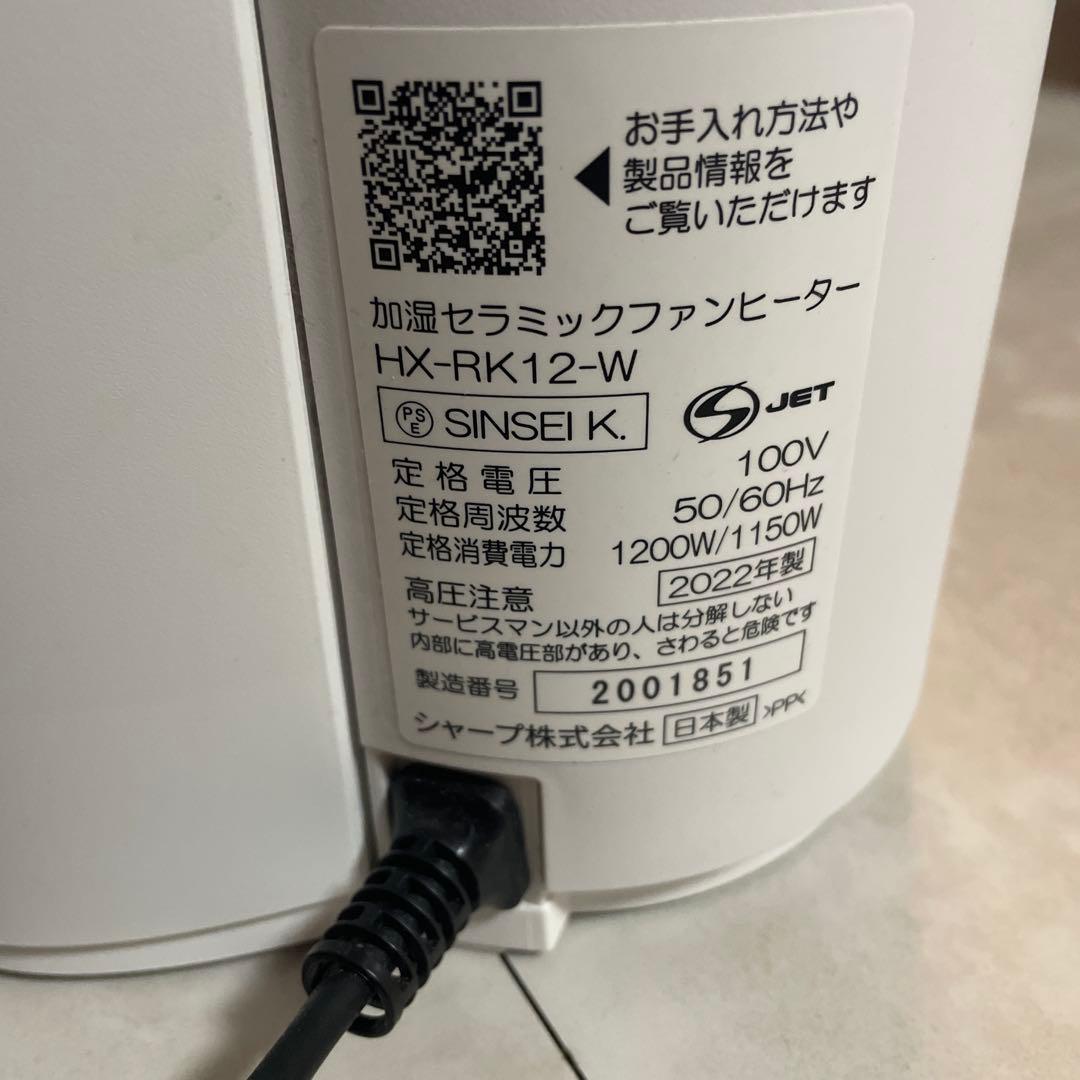 お手入れ方法や
製品情報を
ご覧いただけます
加湿セラミックファンヒーター
HX-RK12-W
PSE SINSEI K.
S JET
定格電圧 100V
定格周波数 50/60Hz
定格消費電力 1200W/1150W
2022年製
高圧注意
サービスマン以外の人は分解しない
内部に高電圧部があり、さわると危険です
製造番号 2001851
シャープ株式会社 日本製 >PP<